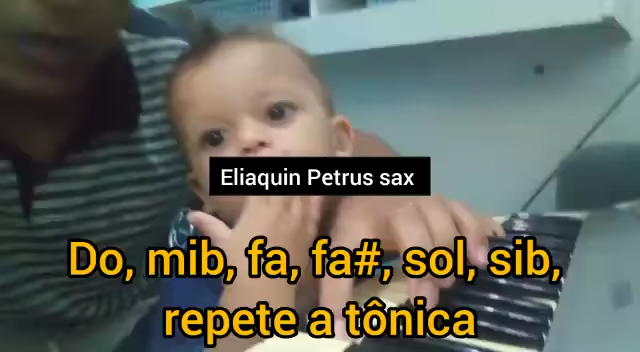 Eliaquin Petrus sax
Do, mib, fa, fa#, sol, sib,
repete a tônica